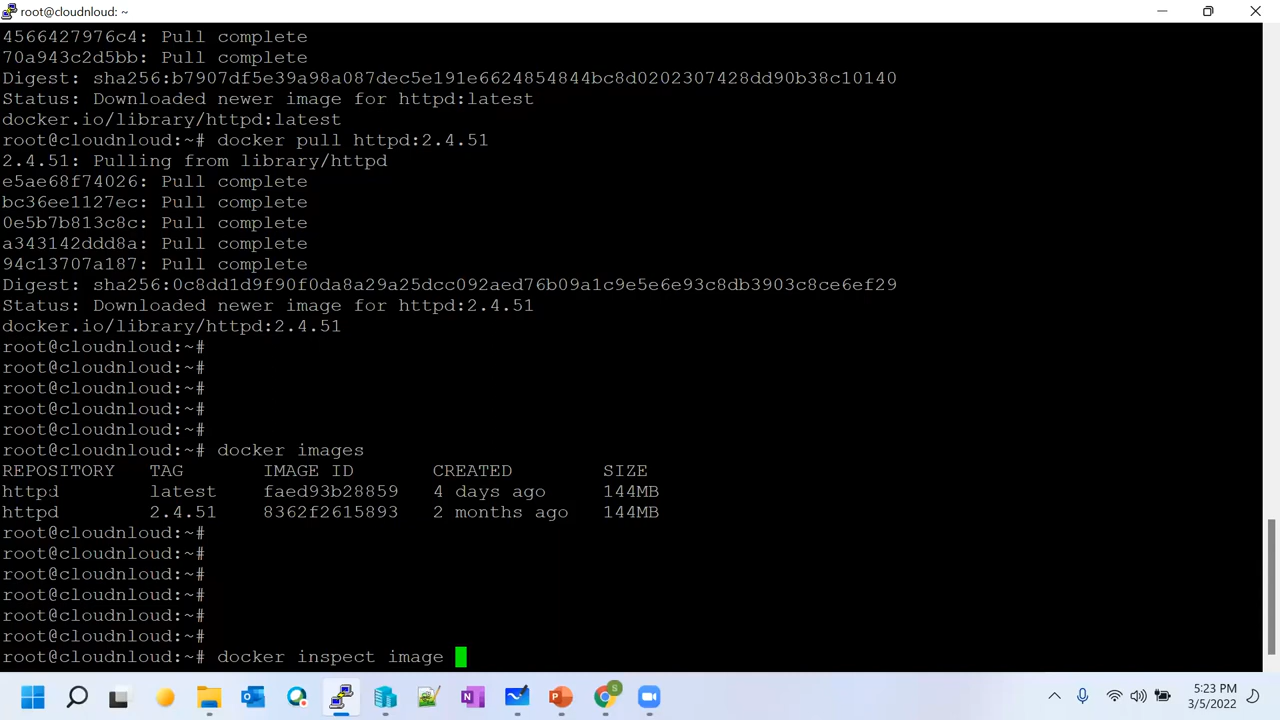 root@cloudnloud: ~
4566427976c4: Pull complete
70a943c2d5bb: Pull complete
Digest: sha256:b7907df5e39a98a087dec5e191e6624854844bc8d0202307428dd90b38c10140
Status: Downloaded newer image for httpd:latest
docker.io/library/httpd:latest
root@cloudnloud:~# docker pull httpd:2.4.51
2.4.51: Pulling from library/httpd
e5ae68f74026: Pull complete
bc36ee1127ec: Pull complete
0e5b7b813c8c: Pull complete
a343142ddd8a: Pull complete
94c13707a187: Pull complete
Digest: sha256:0c8dd1d9f90f0da8a29a25dcc092aed76b09a1c9e5e6e93c8db3903c8ce6ef29
Status: Downloaded newer image for httpd:2.4.51
docker.io/library/httpd:2.4.51
root@cloudnloud:~#
root@cloudnloud:~#
root@cloudnloud:~#
root@cloudnloud:~#
root@cloudnloud:~#
root@cloudnloud:~# docker images
REPOSITORY TAG IMAGE ID CREATED SIZE
httpd latest faed93b28859 4 days ago 144MB
httpd 2.4.51 8362f2615893 2 months ago 144MB
root@cloudnloud:~#
root@cloudnloud:~#
root@cloudnloud:~#
root@cloudnloud:~#
root@cloudnloud:~#
root@cloudnloud:~#
root@cloudnloud:~# docker inspect image
5:23 PM
3/5/2022